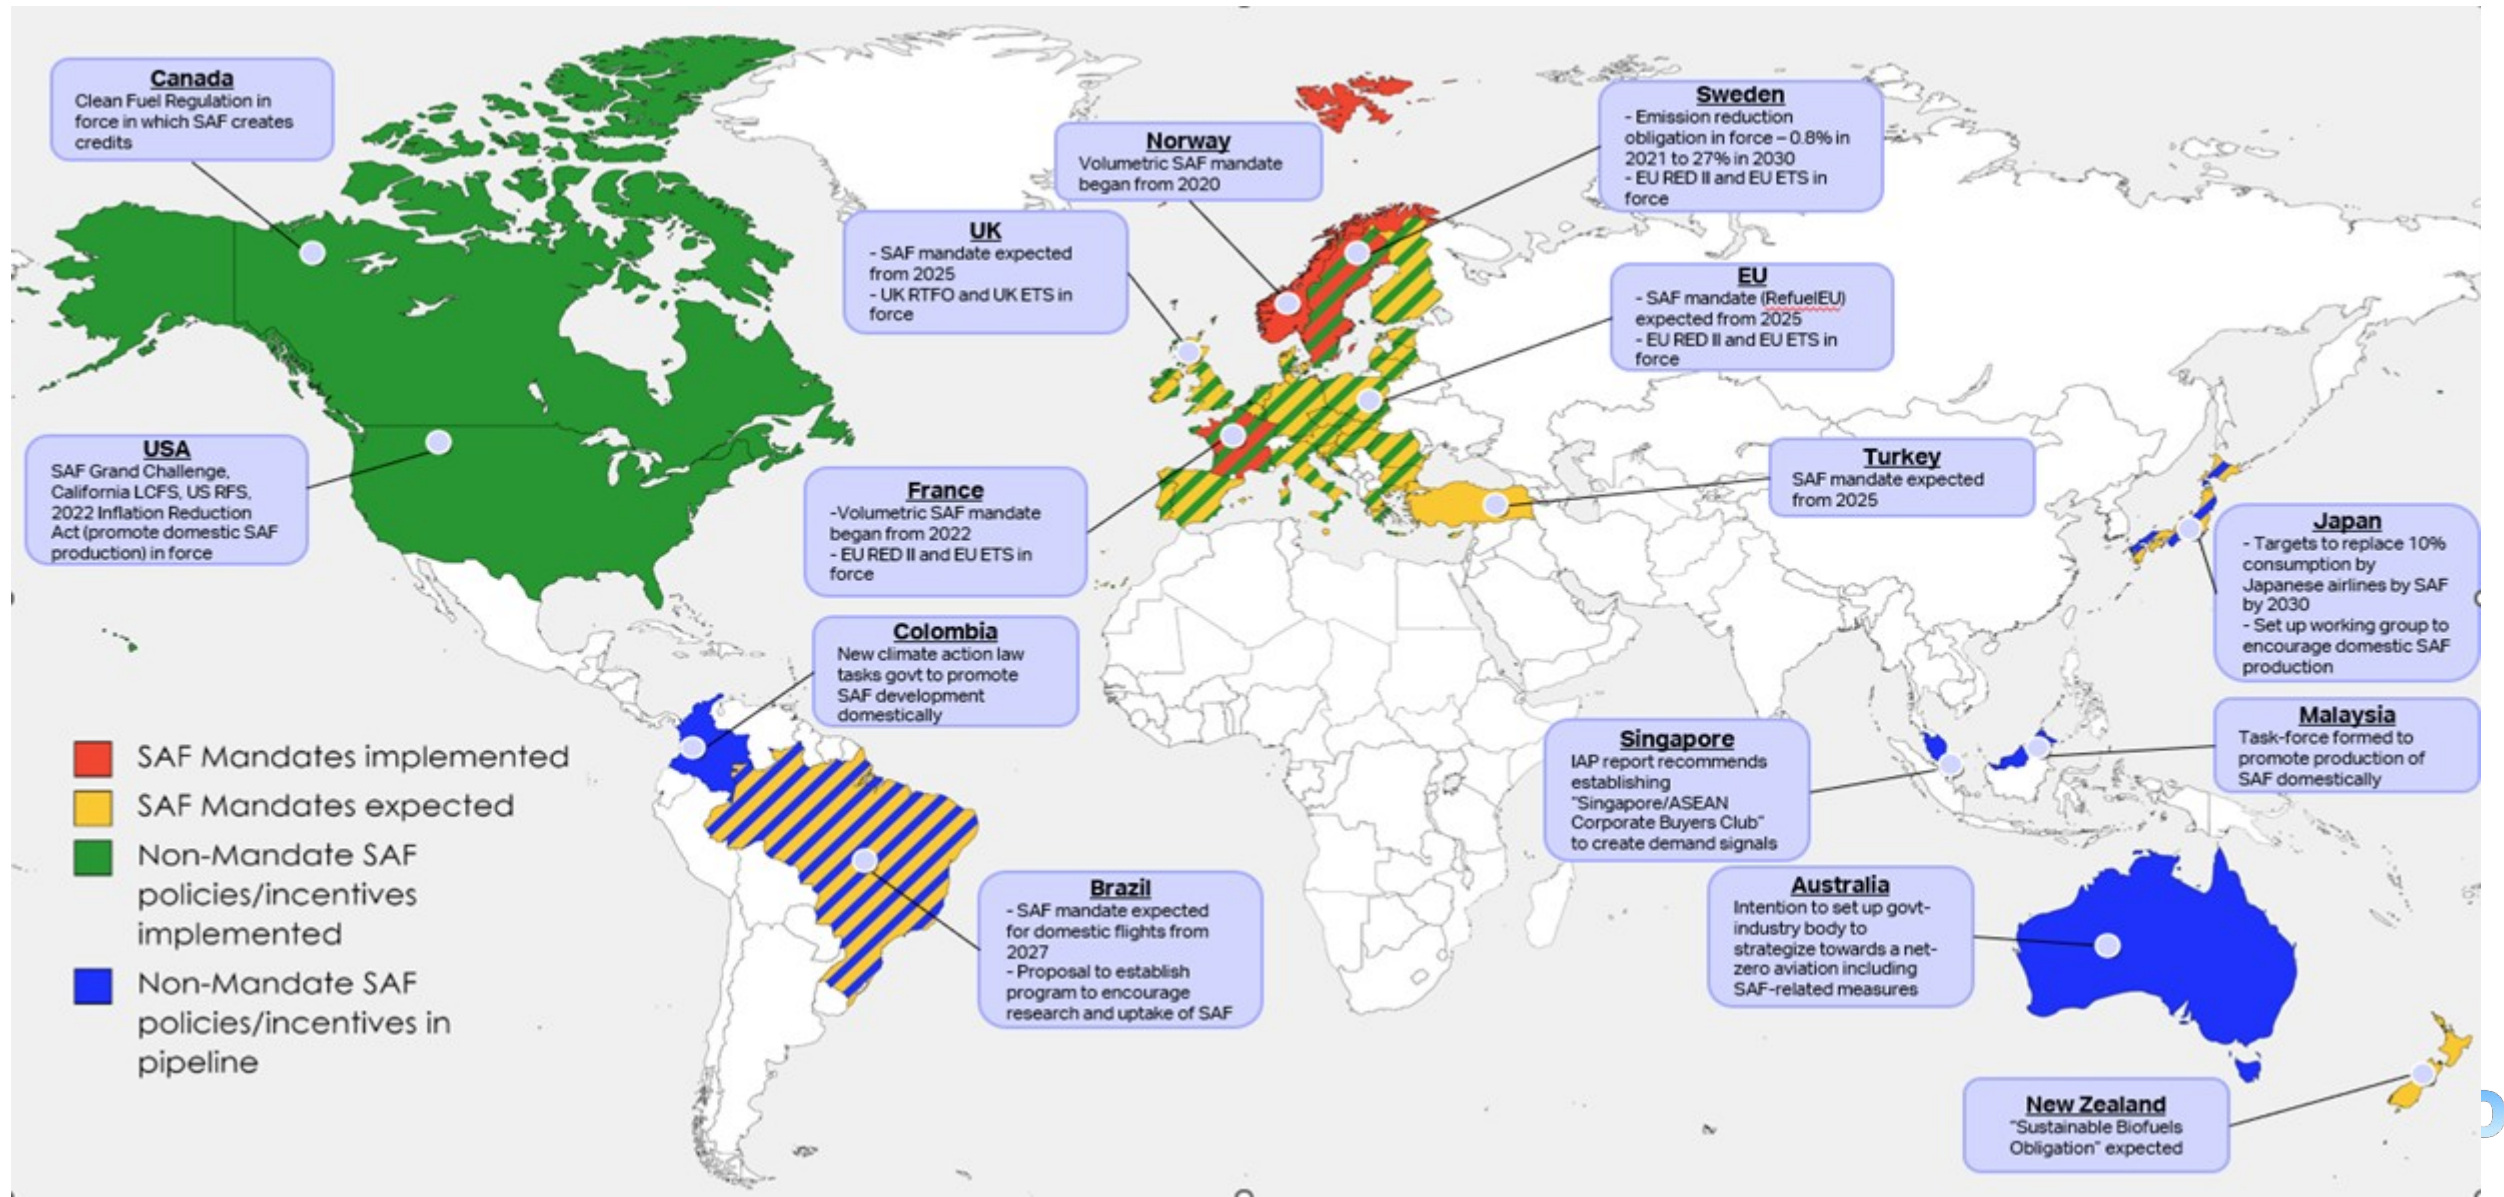 Canada
Clean Fuel Regulation in
force in which SAF creates
credits
Norway
Volumetric SAF mandate
began from 2020
Sweden
- Emission reduction
obligation in force – 0.8% in
2021 to 27% in 2030
- EU RED II and EU ETS in
force
UK
- SAF mandate expected
from 2025
- UK RTFO and UK ETS in
force
EU
- SAF mandate (RefuelEU)
expected from 2025
- EU RED II and EU ETS in
force
USA
SAF Grand Challenge,
California LCFS, US RFS,
2022 Inflation Reduction
Act (promote domestic SAF
production) in force
France
-Volumetric SAF mandate
began from 2022
- EU RED II and EU ETS in
force
Turkey
SAF mandate expected
from 2025
Japan
- Targets to replace 10%
consumption by
Japanese airlines by SAF
by 2030
- Set up working group to
encourage domestic SAF
production
Colombia
New climate action law
tasks govt to promote
SAF development
domestically
Singapore
IAP report recommends
establishing
"Singapore/ASEAN
Corporate Buyers Club"
to create demand signals
Malaysia
Task-force formed to
promote production of
SAF domestically
Brazil
- SAF mandate expected
for domestic flights from
2027
- Proposal to establish
program to encourage
research and uptake of SAF
Australia
Intention to set up govt-
industry body to
strategize towards a net-
zero aviation including
SAF-related measures
New Zealand
"Sustainable Biofuels
Obligation" expected
SAF Mandates implemented
SAF Mandates expected
Non-Mandate SAF
policies/incentives
implemented
Non-Mandate SAF
policies/incentives in
pipeline